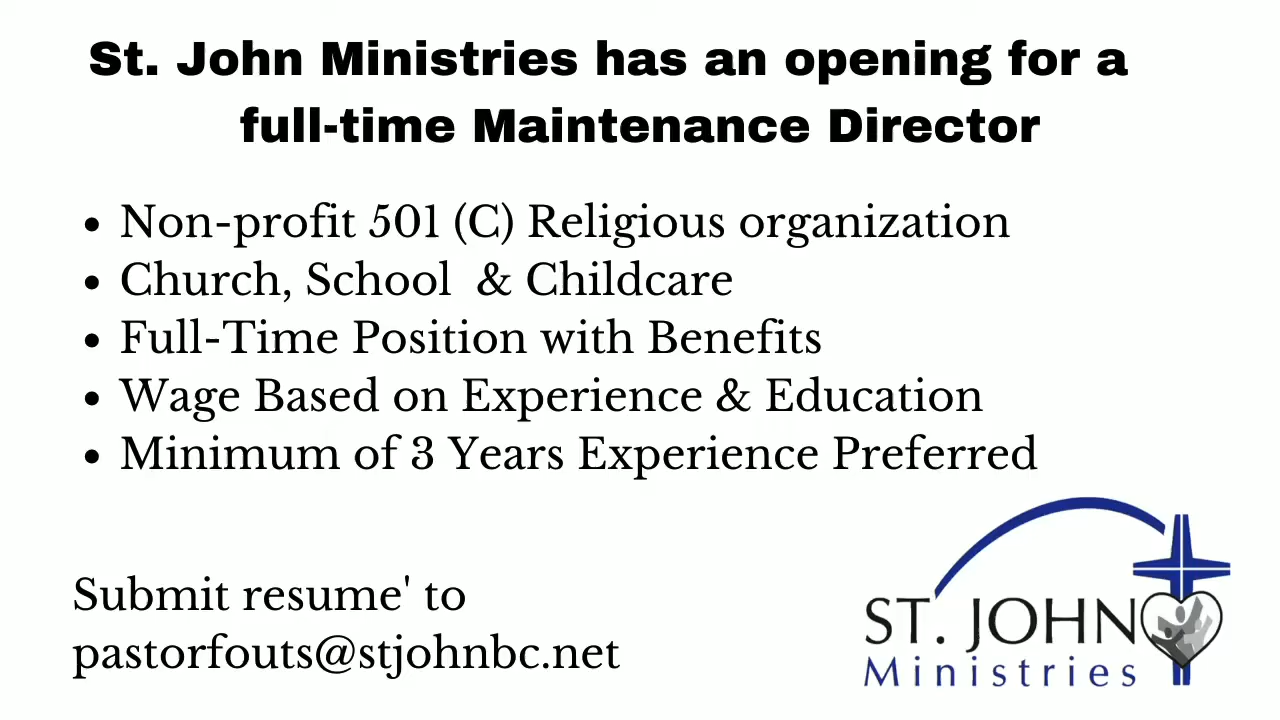 St. John Ministries has an opening for a
full-time Maintenance Director
• Non-profit 501 (C) Religious organization
• Church, School & Childcare
• Full-Time Position with Benefits
• Wage Based on Experience & Education
• Minimum of 3 Years Experience Preferred
Submit resume' to
pastorfouts@stjohnbc.net
ST. JOHN
Ministries